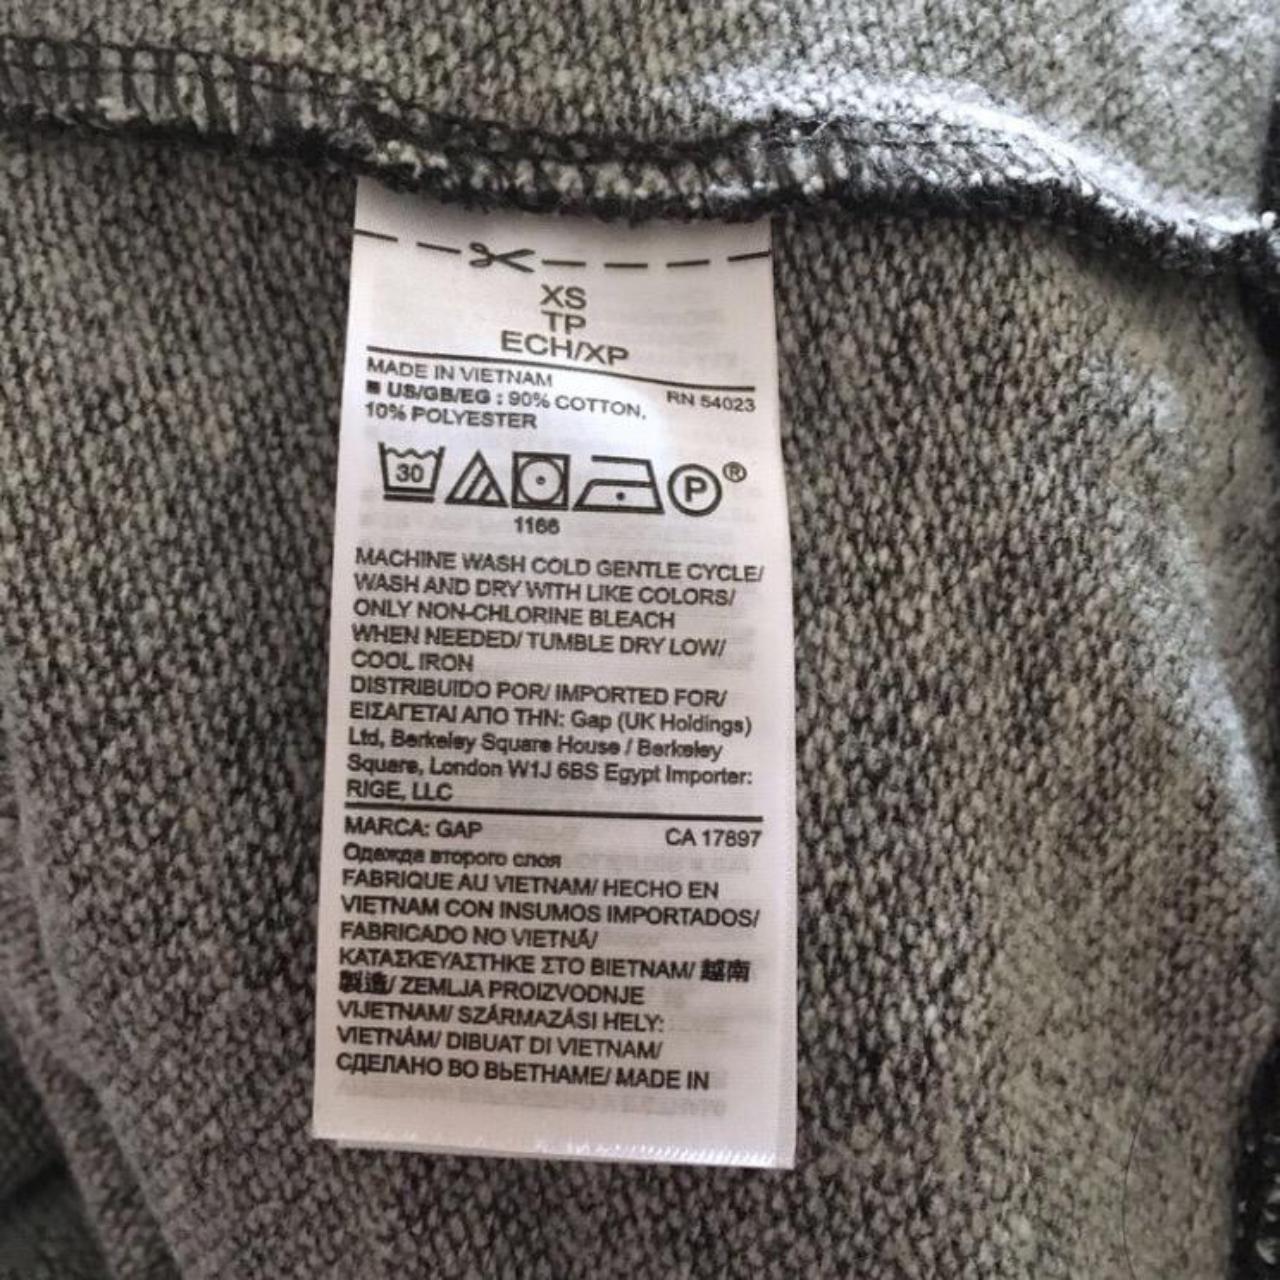 XS
TP
ECH/XP
MADE IN VIETNAM
RN 54023
■ US/GB/EG : 90% COTTON,
10% POLYESTER
30
P®
1166
MACHINE WASH COLD GENTLE CYCLE/
WASH AND DRY WITH LIKE COLORS/
ONLY NON-CHLORINE BLEACH
WHEN NEEDED/ TUMBLE DRY LOW/
COOL IRON
DISTRIBUIDO POR/ IMPORTED FOR/
ΕΙΣΑΓΕΤΑΙ ΑΠΟ ΤΗΝ: Gap (UK Holdings)
Ltd, Berkeley Square House / Berkeley
Square, London W1J 6BS Egypt Importer:
RIGE, LLC
MARCA: GAP
CA 17897
Одежда второго слоя
FABRIQUE AU VIETNAM/ HECHO EN
VIETNAM CON INSUMOS IMPORTADOS/
FABRICADO NO VIETNÃ/
ΚΑΤΑΣΚΕΥΑΣΤΗΚΕ ΣΤΟ ΒΙΕΤΝΑΜ/ 越南
製造/ ZEMLJA PROIZVODNJE
VIJETNAM/ SZÁRMAZÁSI HELY:
VIETNÁM/ DIBUAT DI VIETNAM/
СДЕЛАНО ВО ВЬЕТНАМЕ/ MADE IN